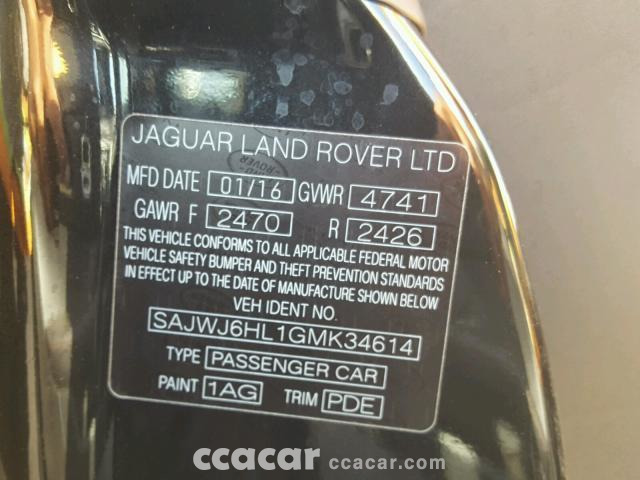 JAGUAR LAND ROVER LTD
MFD DATE 01/16 GVWR 4741
GAWR F 2470 R 2426
THIS VEHICLE CONFORMS TO ALL APPLICABLE FEDERAL MOTOR
VEHICLE SAFETY BUMPER AND THEFT PREVENTION STANDARDS
IN EFFECT UP TO THE DATE OF MANUFACTURE SHOWN BELOW
VEH IDENT NO.
SAJWJ6HL1GMK34614
TYPE PASSENGER CAR
PAINT 1AG TRIM PDE
ccacar ccacar.com